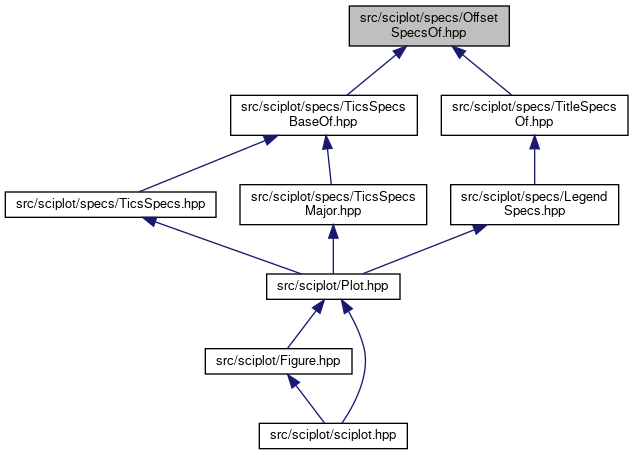 src/sciplot/specs/Offset
SpecsOf.hpp
src/sciplot/specs/TicsSpecs
BaseOf.hpp
src/sciplot/specs/TitleSpecs
Of.hpp
src/sciplot/specs/TicsSpecs.hpp
src/sciplot/specs/TicsSpecs
Major.hpp
src/sciplot/specs/Legend
Specs.hpp
src/sciplot/Plot.hpp
src/sciplot/Figure.hpp
src/sciplot/sciplot.hpp